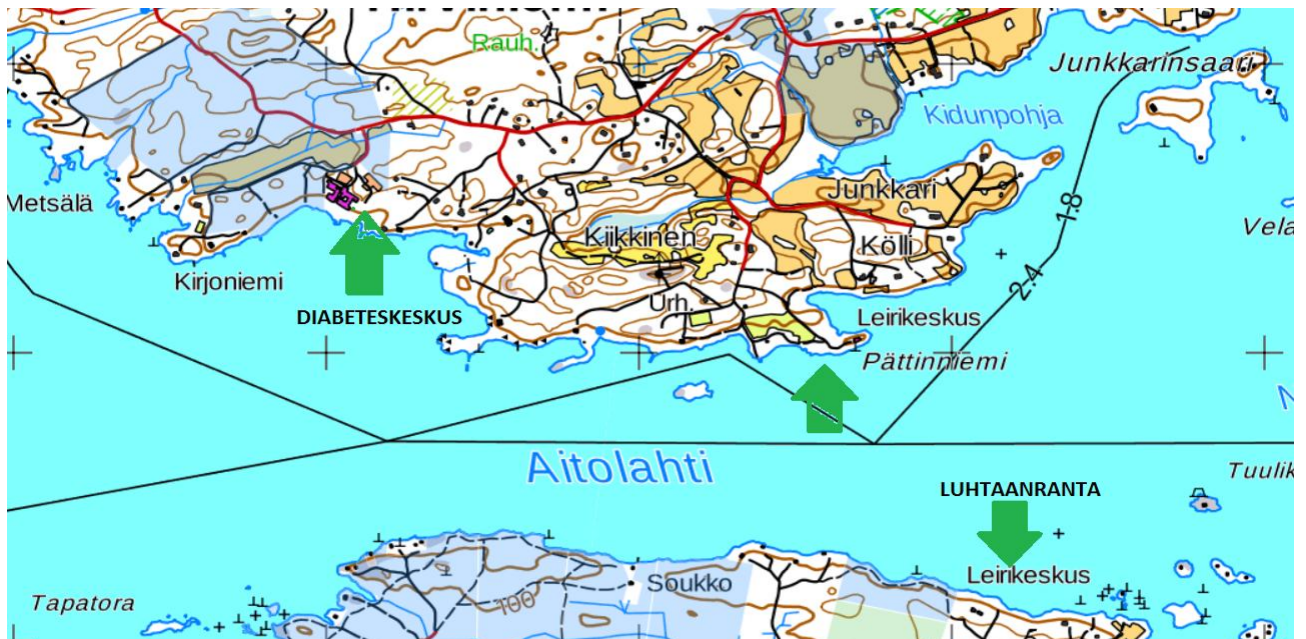 Rauh.
Junkkarinsaari
Kidunpohja
Metsälä
Junkkari
1.8
Vela
Kiikkinen
Kölli
Kirjoniemi
2.4
DIABETESKESKUS
Urh.
Leirikeskus
Pättinniemi
N
Aitolahti
Tuulik
LUHTAANRANTA
Leirikeskus
Soukko
Tapatora
100